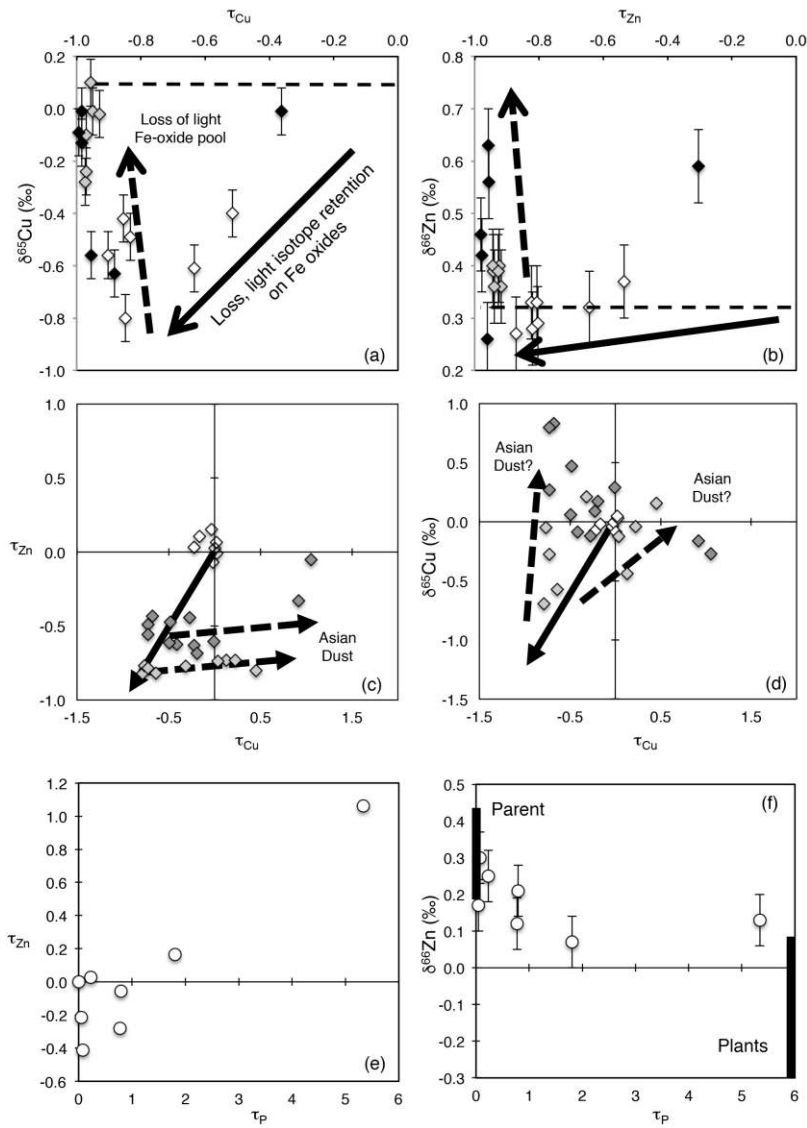 τCu
-1.0 -0.8 -0.6 -0.4 -0.2 0.0
0.2
0.0
-0.2
-0.4
-0.6
-0.8
-1.0
δ65Cu (‰)
Loss of light
Fe-oxide pool
Loss, light isotope retention
on Fe oxides
(a)
τZn
-1.0 -0.8 -0.6 -0.4 -0.2 0.0
0.8
0.7
0.6
0.5
0.4
0.3
0.2
δ66Zn (‰)
(b)
1.0
0.5
0.0
-0.5
-1.0
τZn
Asian
Dust
(c)
-1.5 -0.5 0.5 1.5
τCu
1.0
0.5
0.0
-0.5
-1.0
-1.5
δ65Cu (‰)
Asian
Dust?
Asian
Dust?
(d)
-1.5 -0.5 0.5 1.5
τCu
1.2
1.0
0.8
0.6
0.4
0.2
0.0
-0.2
-0.4
-0.6
τZn
(e)
0 1 2 3 4 5 6
τP
0.5
0.4
0.3
0.2
0.1
0.0
-0.1
-0.2
-0.3
δ66Zn (‰)
Parent
(f)
Plants
0 1 2 3 4 5 6
τP